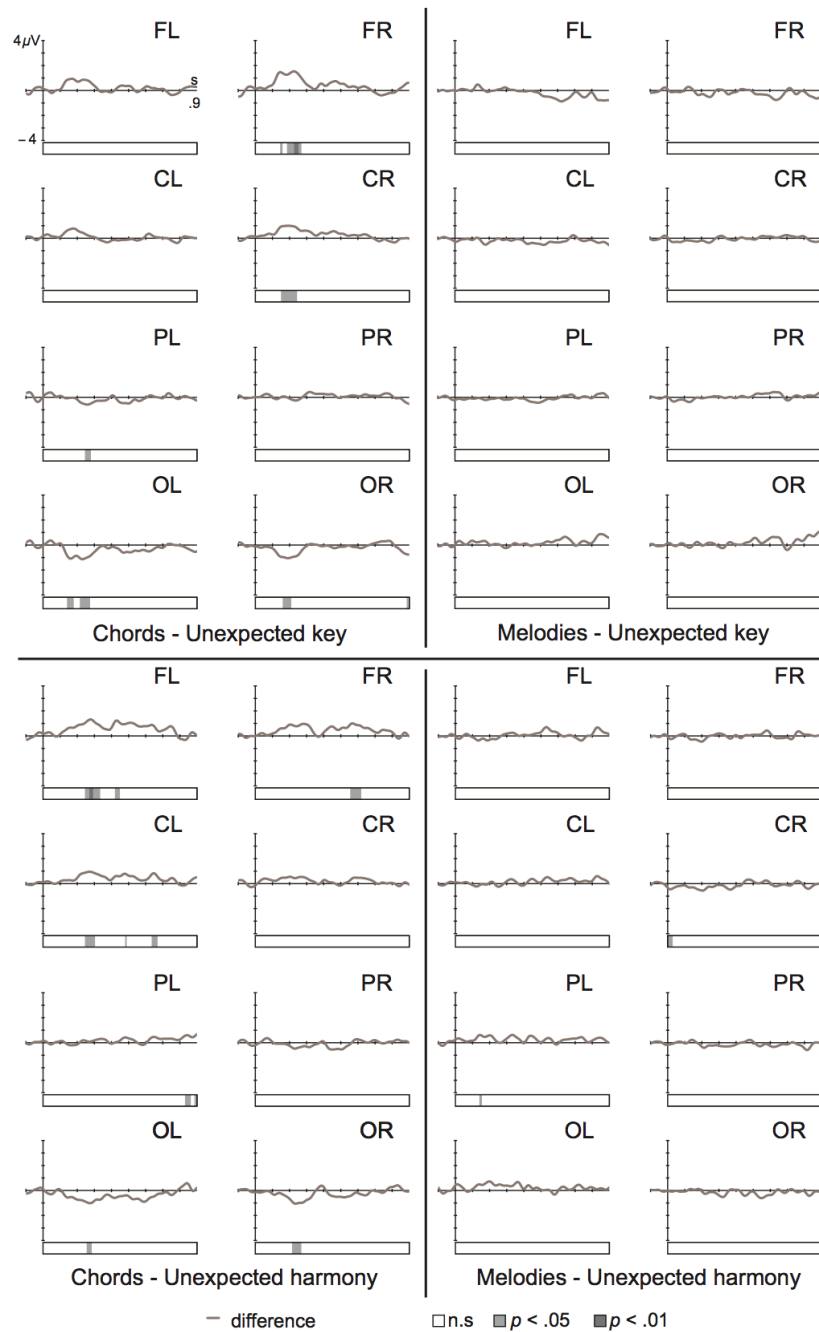 FL FR FL FR
4 µV
s
.9
– 4
CL CR CL CR
PL PR PL PR
OL OR OL OR
Chords - Unexpected key Melodies - Unexpected key
FL FR FL FR
CL CR CL CR
PL PR PL PR
OL OR OL OR
Chords - Unexpected harmony Melodies - Unexpected harmony
difference n.s p < .05 p < .01